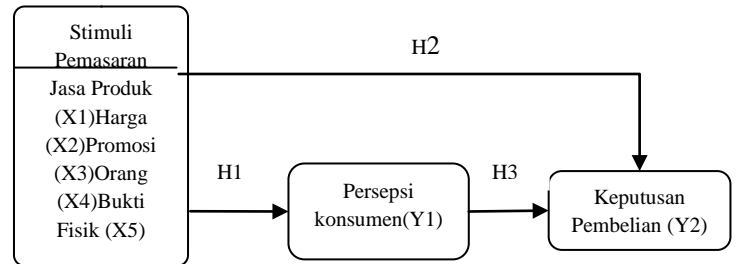 Stimuli
Pemasaran
Jasa Produk
(X1)Harga
(X2)Promosi
(X3)Orang
(X4)Bukti
Fisik (X5)
H2
H1
Persepsi
konsumen(Y1)
H3
Keputusan
Pembelian (Y2)